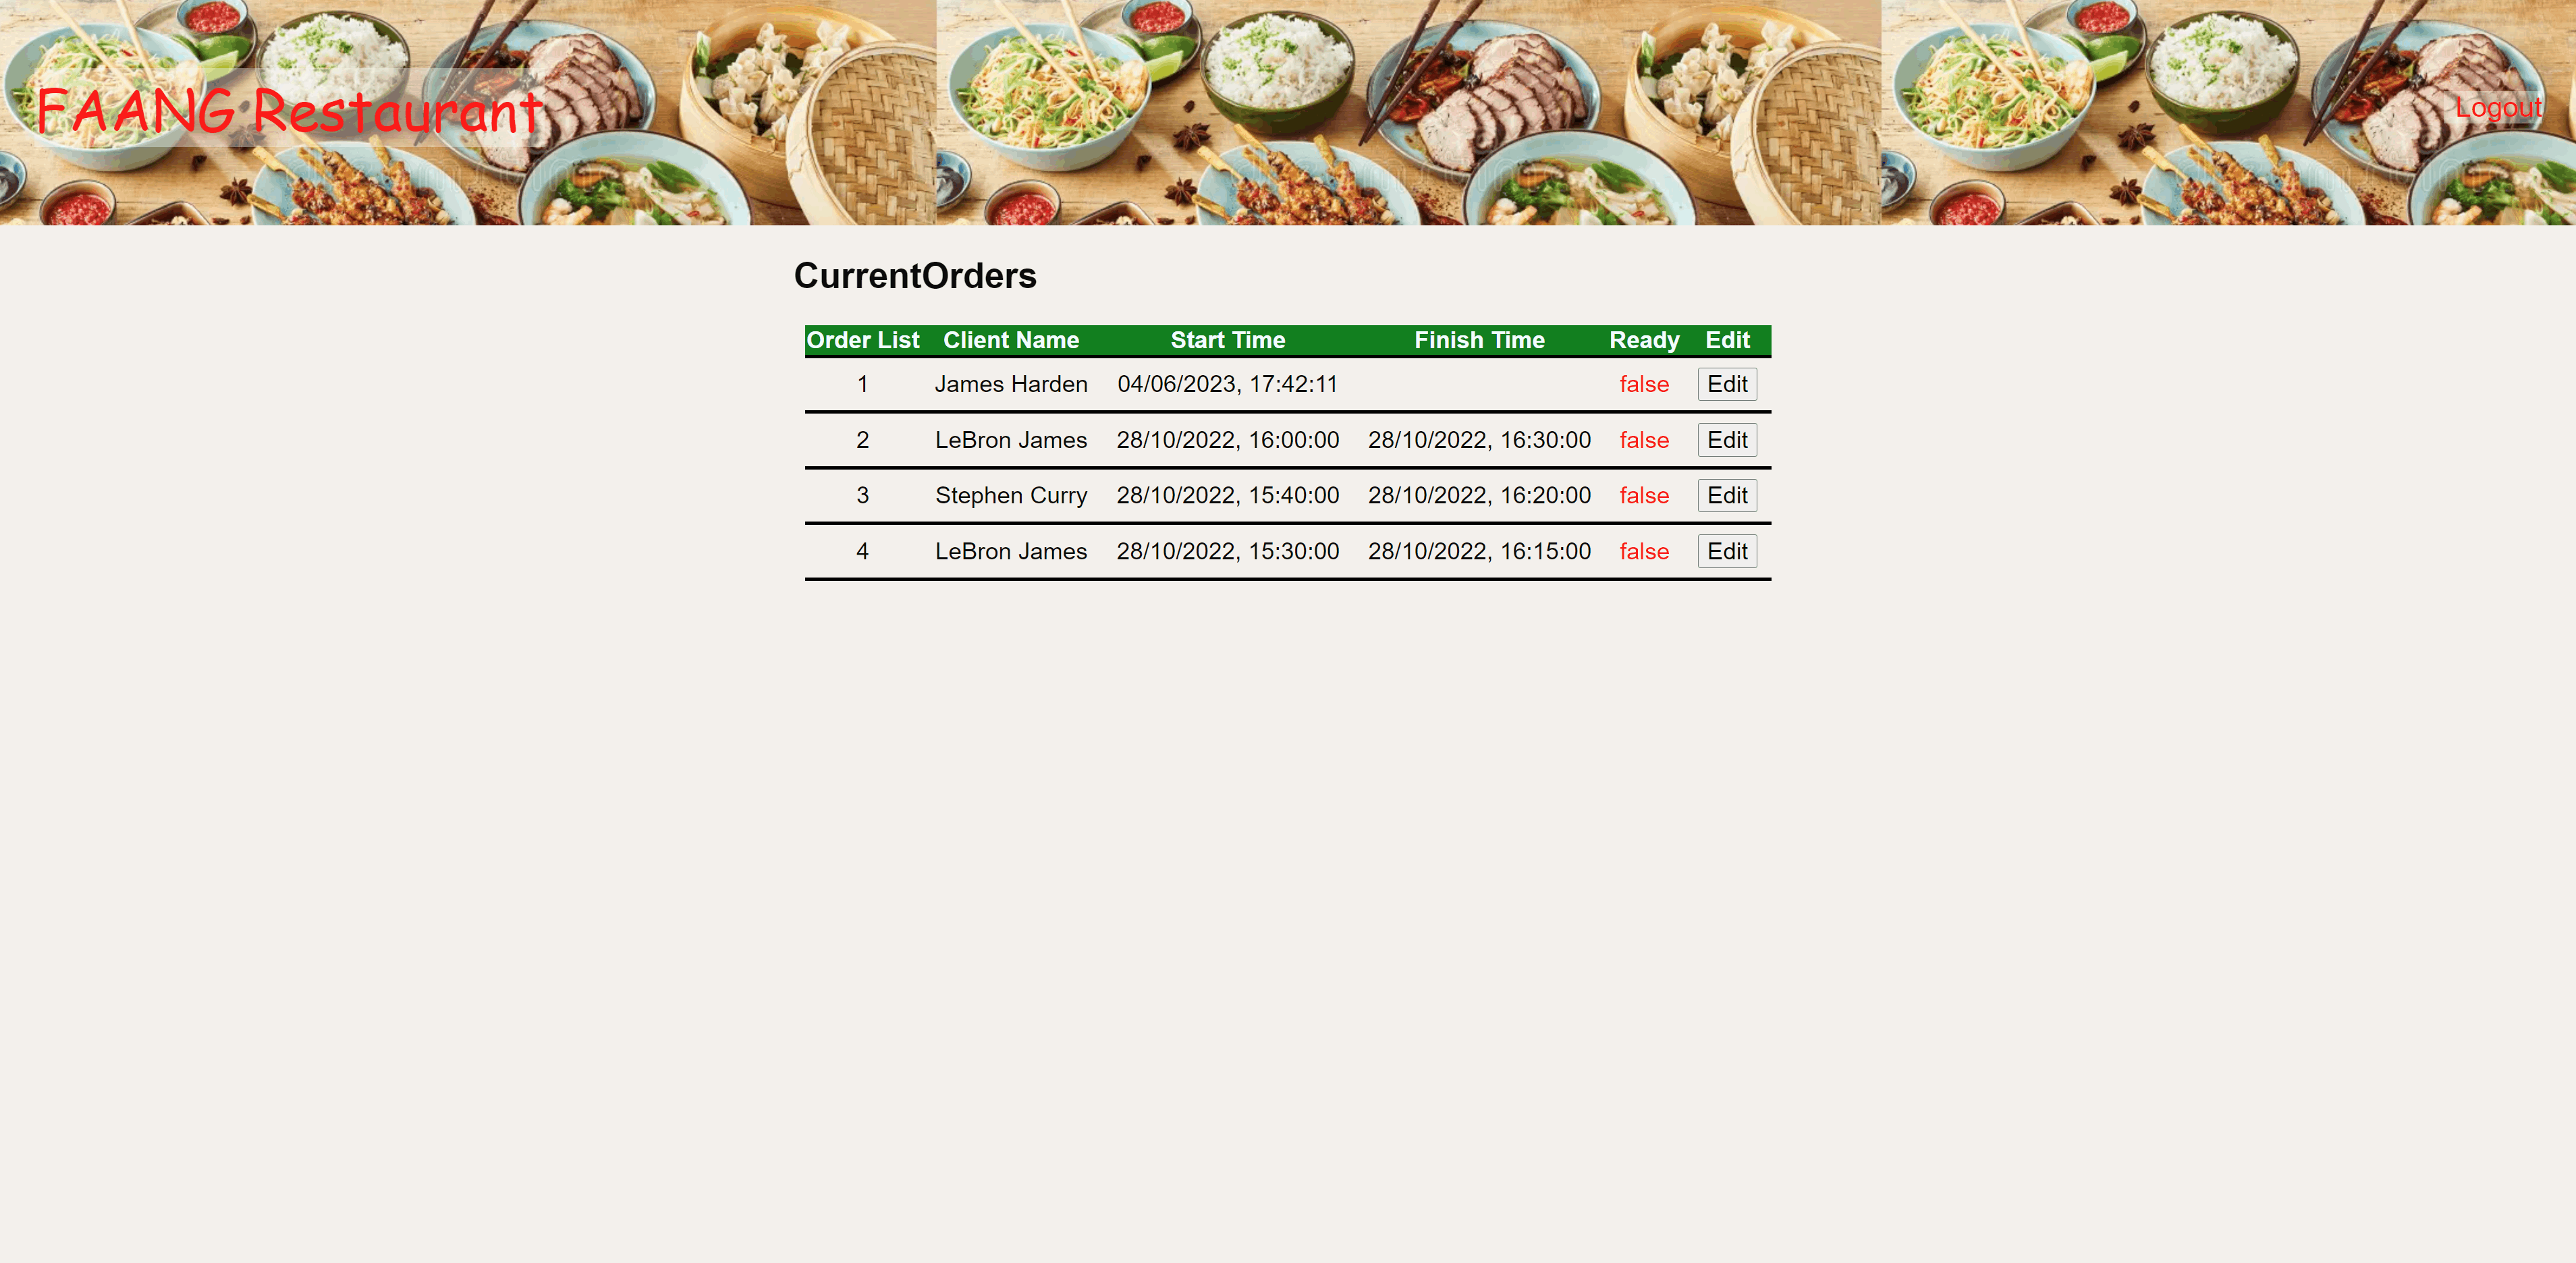 FAANG Restaurant
Logout
CurrentOrders
Order List Client Name Start Time Finish Time Ready Edit
1 James Harden 04/06/2023, 17:42:11 false Edit
2 LeBron James 28/10/2022, 16:00:00 28/10/2022, 16:30:00 false Edit
3 Stephen Curry 28/10/2022, 15:40:00 28/10/2022, 16:20:00 false Edit
4 LeBron James 28/10/2022, 15:30:00 28/10/2022, 16:15:00 false Edit